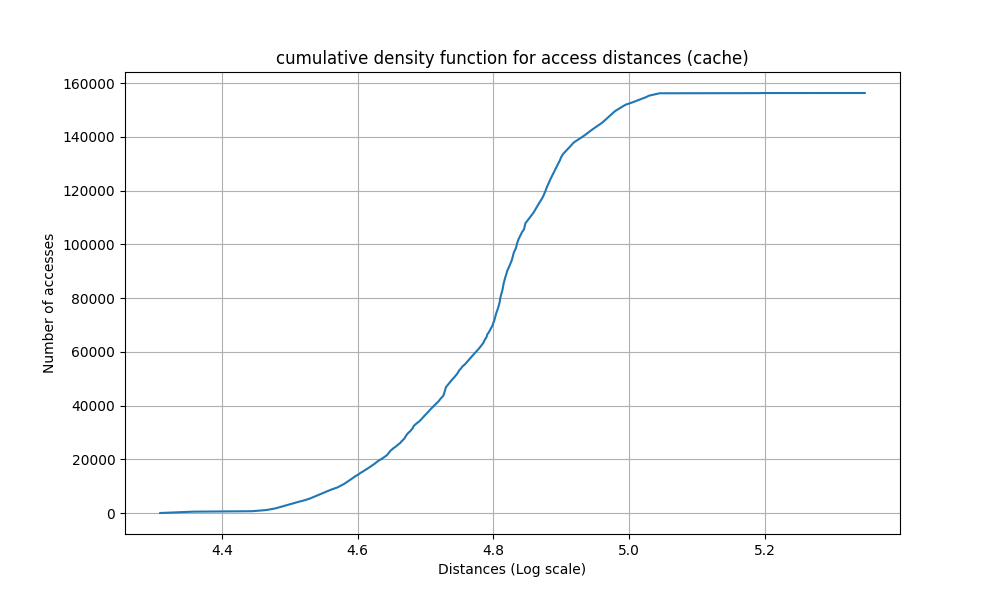 cumulative density function for access distances (cache)
160000
140000
120000
100000
80000
60000
40000
20000
0
Number of accesses
4.4 4.6 4.8 5.0 5.2
Distances (Log scale)